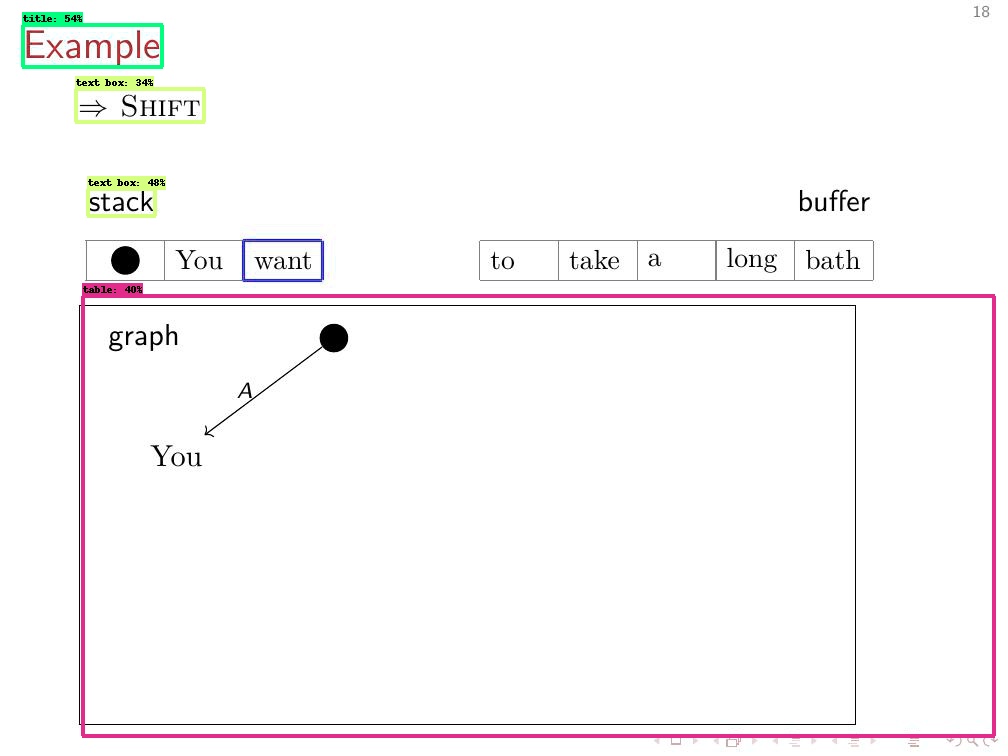 18
title: 54%
Example
text box: 34%
⇒ SHIFT
text box: 48%
stack buffer
You want to take a long bath
table: 40%
graph
A
You